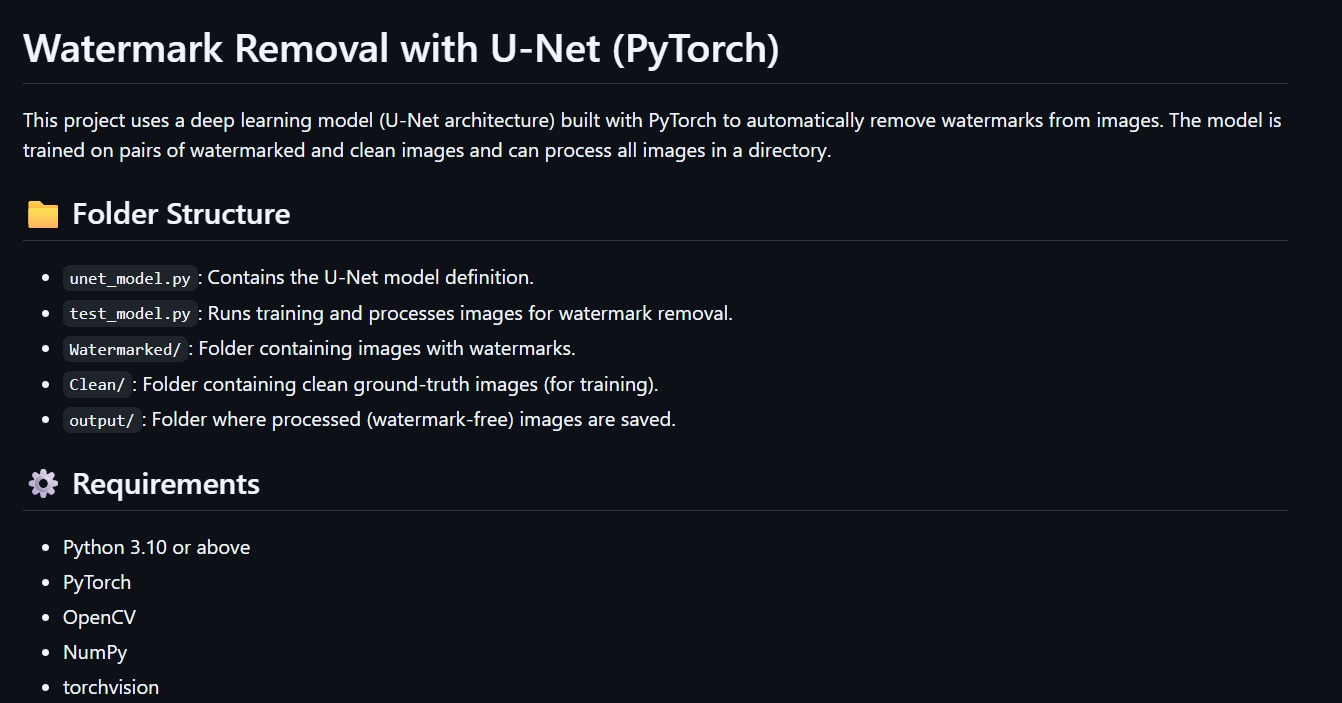 Watermark Removal with U-Net (PyTorch)
This project uses a deep learning model (U-Net architecture) built with PyTorch to automatically remove watermarks from images. The model is
trained on pairs of watermarked and clean images and can process all images in a directory.
Folder Structure
unet_model.py: Contains the U-Net model definition.
test_model.py: Runs training and processes images for watermark removal.
Watermarked/: Folder containing images with watermarks.
Clean/: Folder containing clean ground-truth images (for training).
output/: Folder where processed (watermark-free) images are saved.
Requirements
Python 3.10 or above
PyTorch
OpenCV
NumPy
torchvision